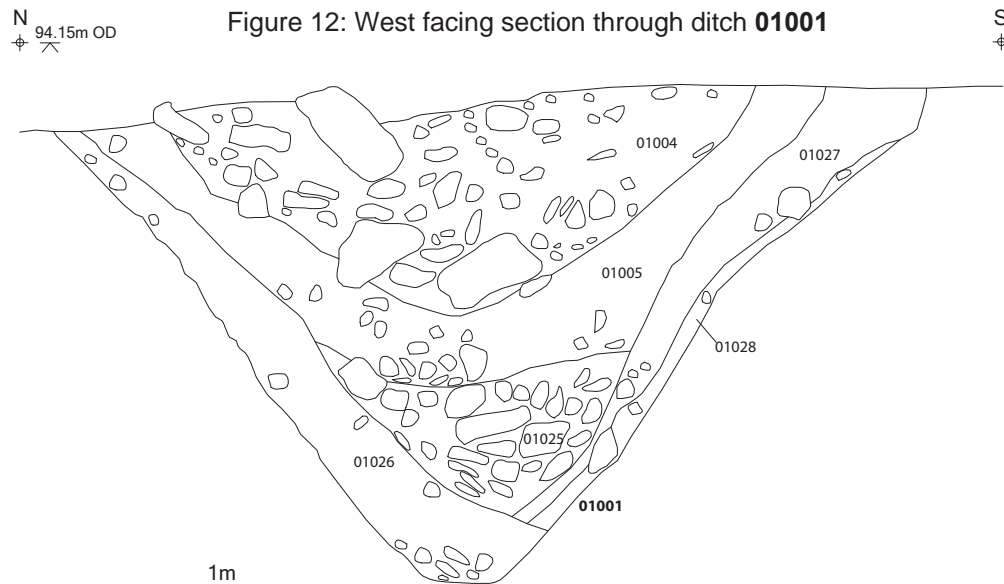 Figure 12: West facing section through ditch 01001
N
94.15m OD
S
01004
01027
01005
01028
01025
01026
01001
1m